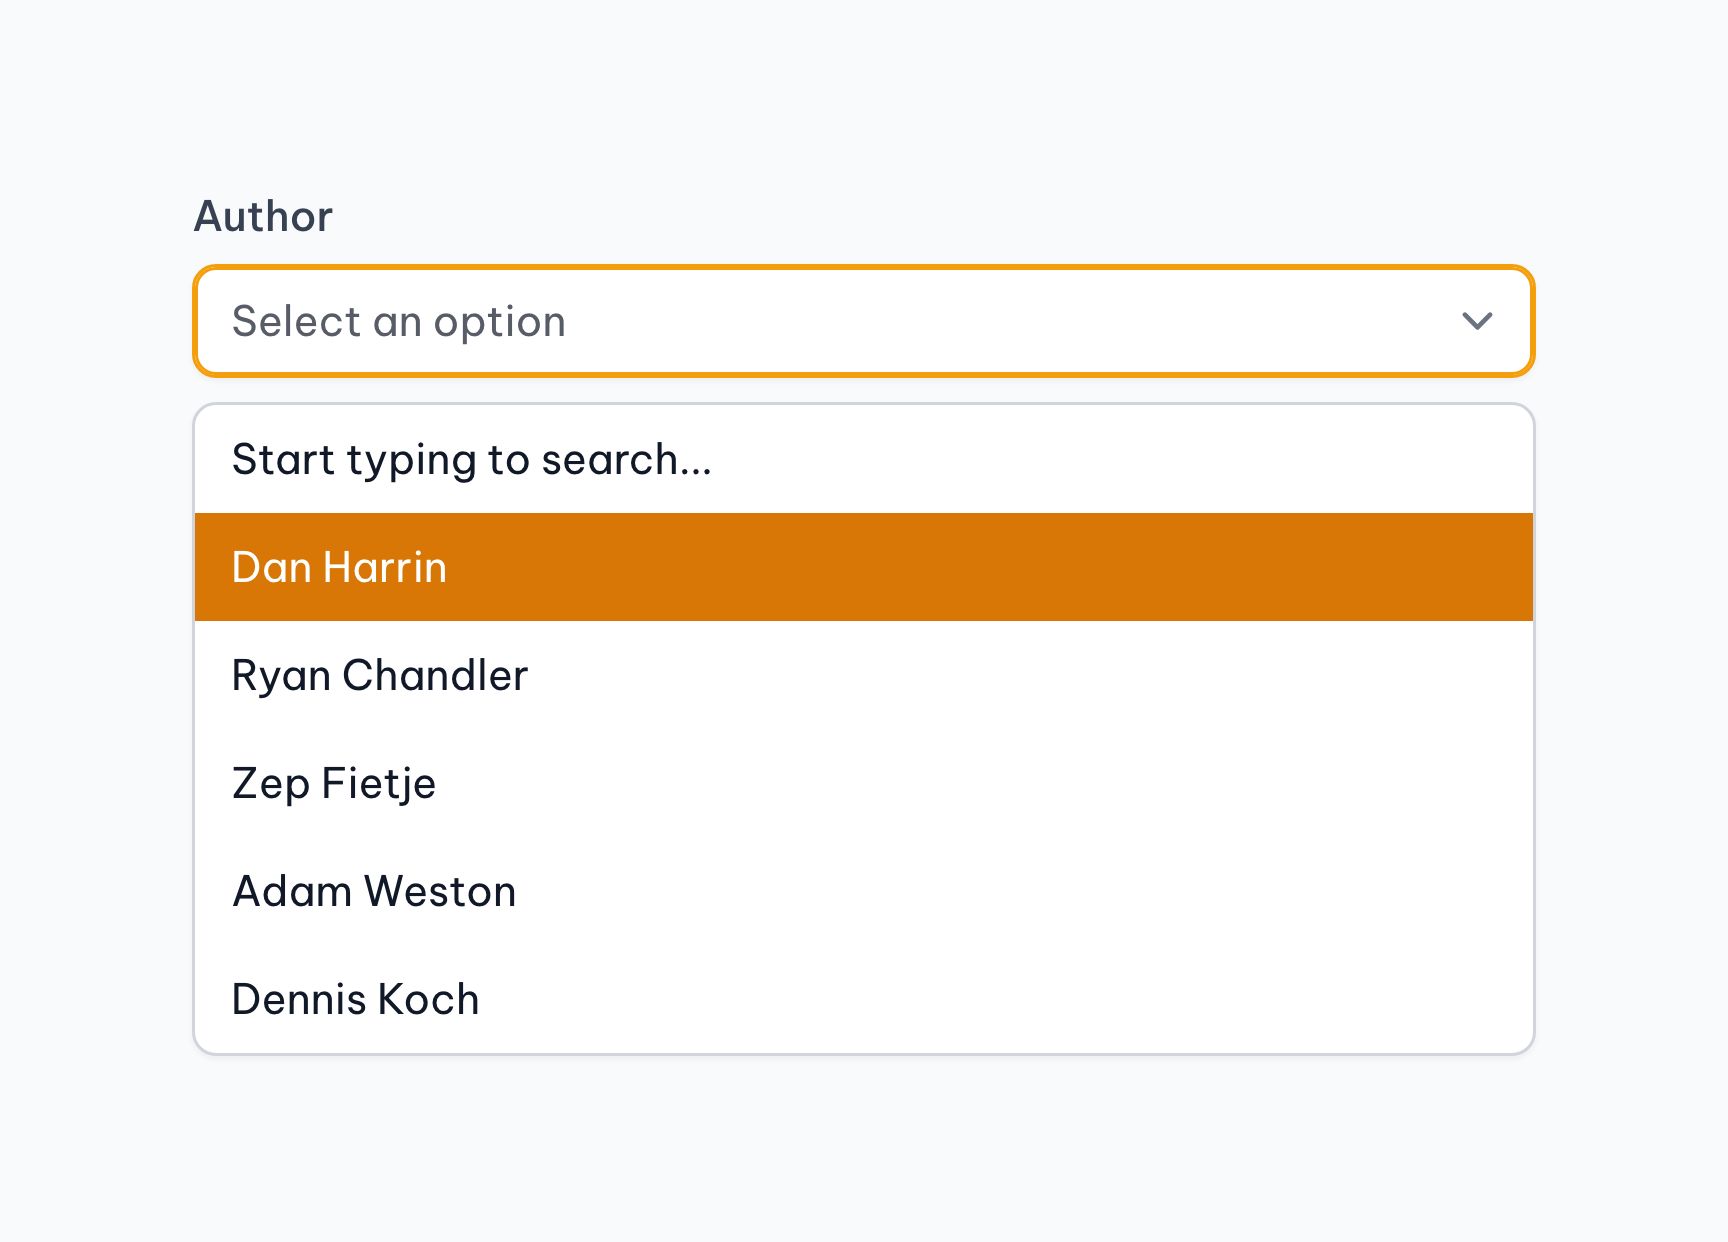 Author
Select an option
Start typing to search...
Dan Harrin
Ryan Chandler
Zep Fietje
Adam Weston
Dennis Koch